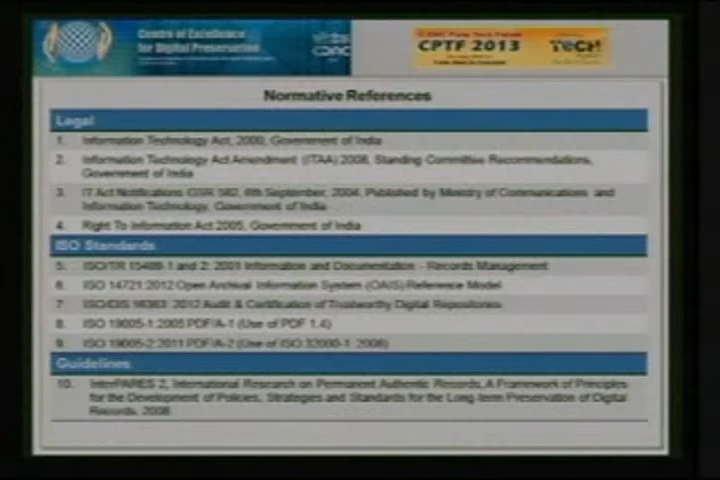 Centre of Excellence
for Digital Preservation
CDAC
CPTF 2013
TECH
Normative References
Legal
1. Information Technology Act, 2000, Government of India
2. Information Technology Act Amendment (ITAA) 2008, Standing Committee Recommendations,
Government of India
3. IT Act Notifications GSR 582, 6th September, 2004, Published by Ministry of Communications and
Information Technology, Government of India
4. Right To Information Act 2005, Government of India
ISO Standards
5. ISO/TR 15489-1 and 2: 2001 Information and Documentation - Records Management
6. ISO 14721:2012 Open Archival Information System (OAIS) Reference Model
7. ISO/DIS 16363: 2012 Audit & Certification of Trustworthy Digital Repositories
8. ISO 19005-1:2005 PDF/A-1 (Use of PDF 1.4)
9. ISO 19005-2:2011 PDF/A-2 (Use of ISO 32000-1: 2008)
Guidelines
10. InterPARES 2, International Research on Permanent Authentic Records, A Framework of Principles
for the Development of Policies, Strategies and Standards for the Long-term Preservation of Digital
Records, 2008